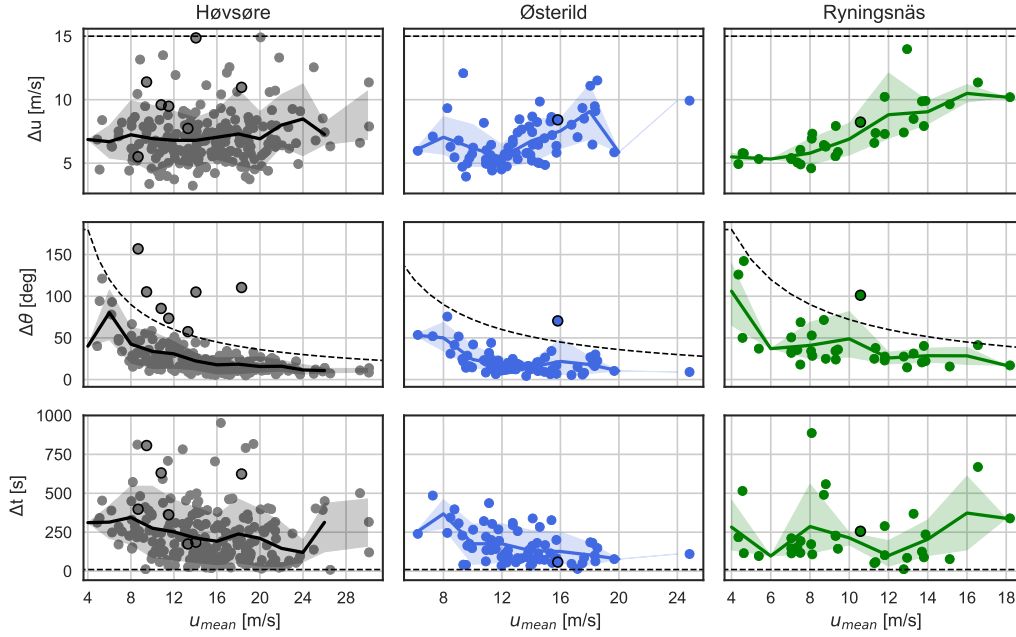 Høvsøre Østerild Ryningsnäs
15
10
5
Δu [m/s]
150
100
50
0
Δθ [deg]
1000
750
500
250
0
Δt [s]
4 8 12 16 20 24 28
4 8 12 16 20 24
4 6 8 10 12 14 16 18
u_mean [m/s] u_mean [m/s] u_mean [m/s]